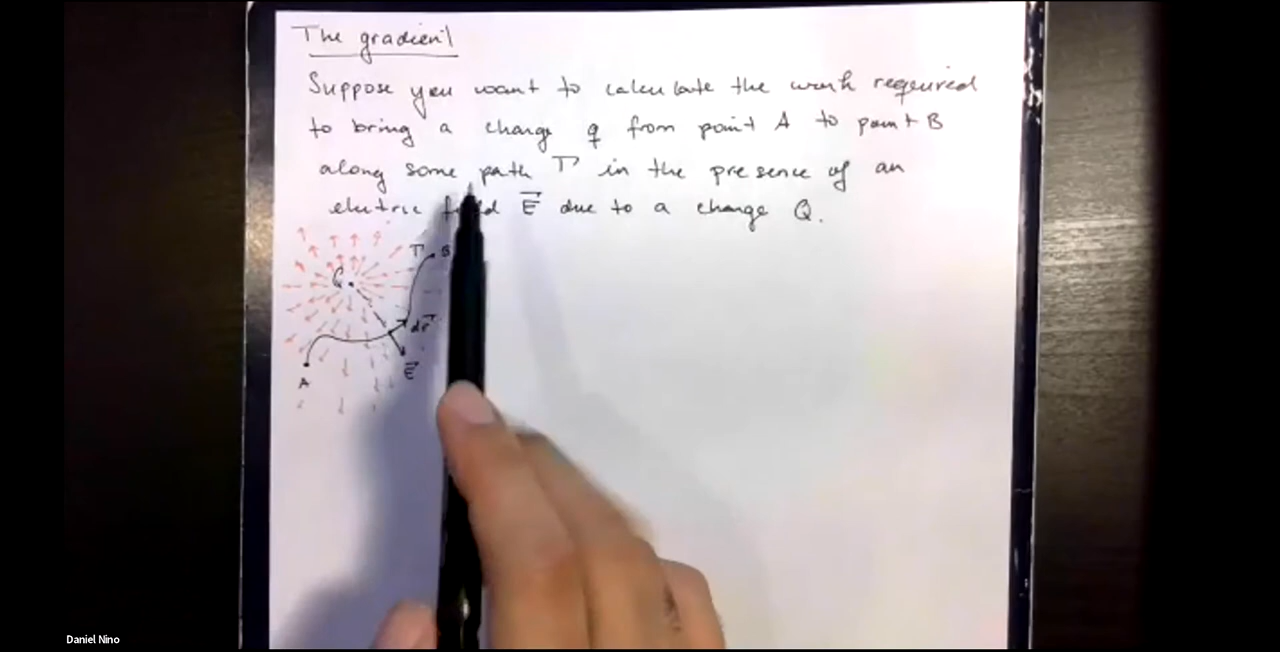 The gradient
Suppose you want to calculate the work required
to bring a charge q from point A to point B
along some path Γ in the presence of an
electric field E⃗ due to a charge Q.
Γ B
Q
dr⃗
E⃗
A
Daniel Nino